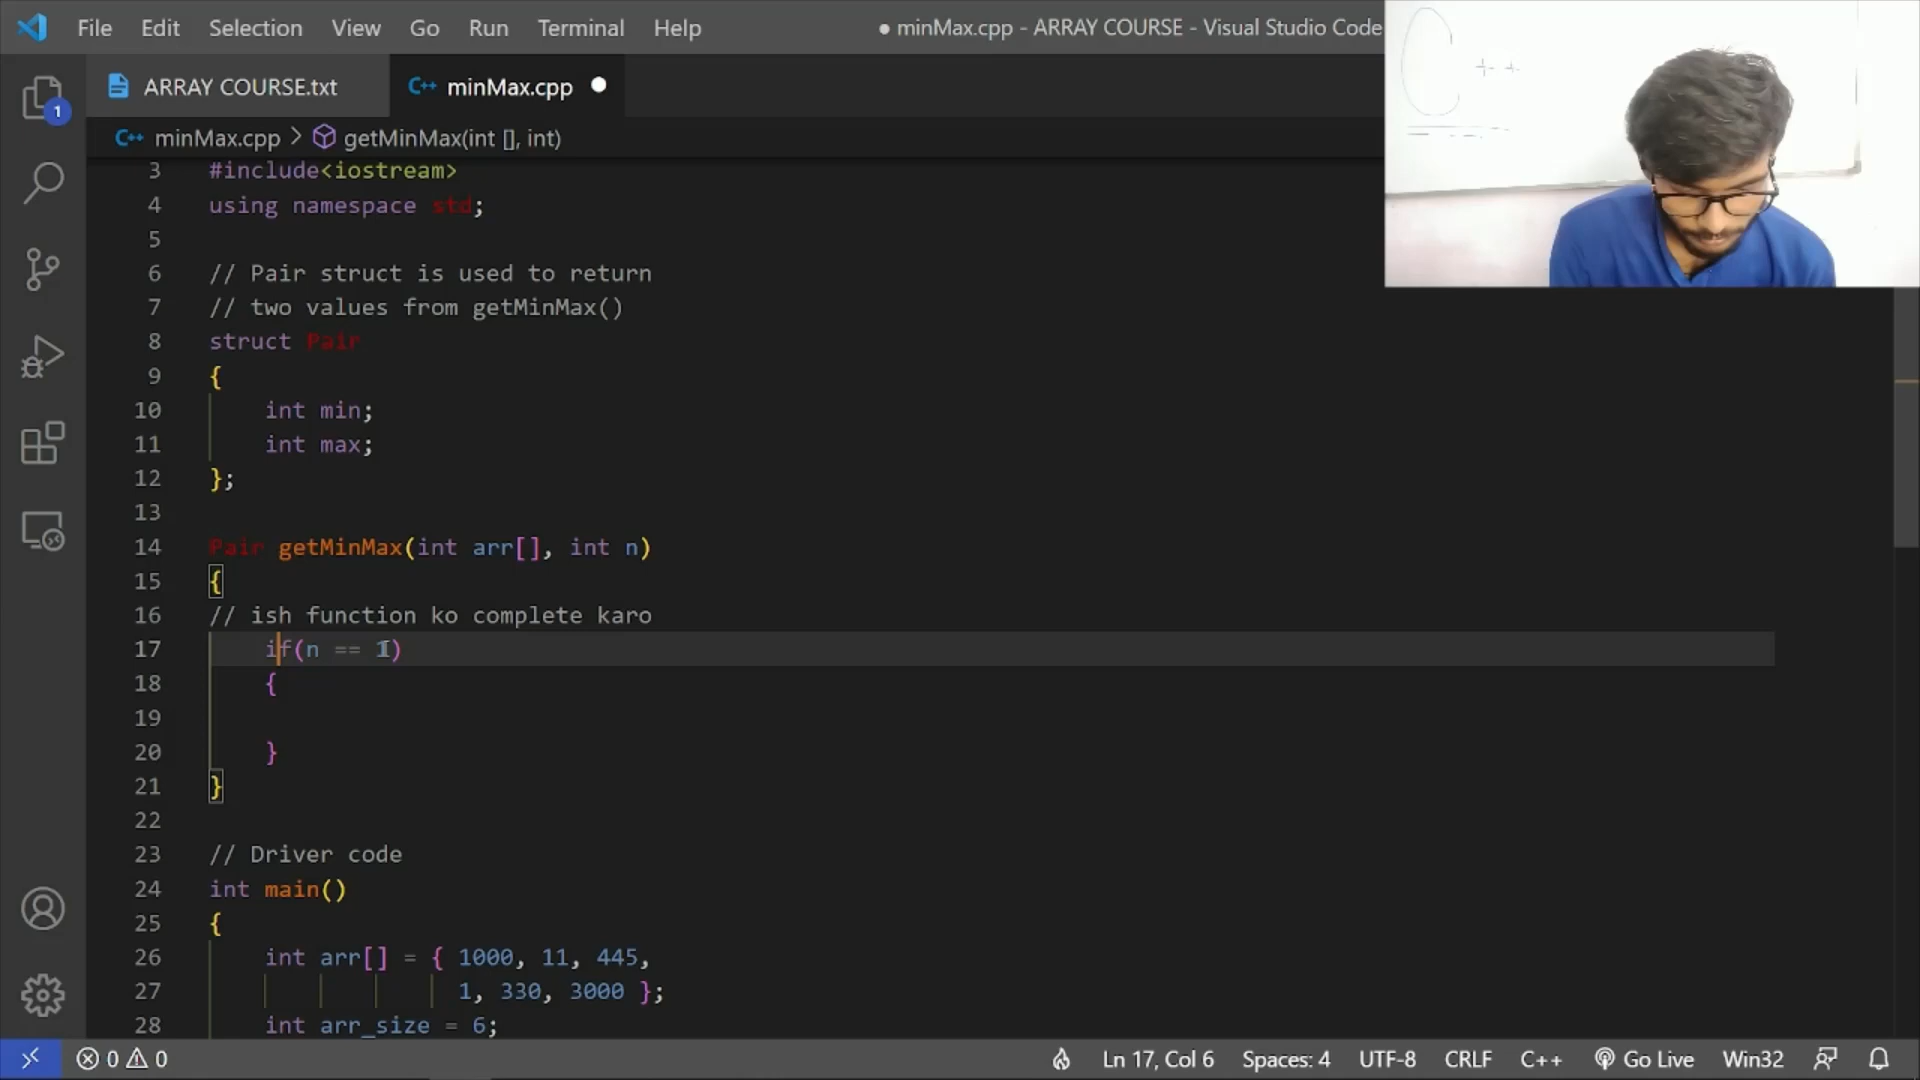 File Edit Selection View Go Run Terminal Help ● minMax.cpp - ARRAY COURSE - Visual Studio Code
C++
ARRAY COURSE.txt C++ minMax.cpp ●
1
C++ minMax.cpp > getMinMax(int [], int)
3 #include<iostream>
4 using namespace std;
5
6 // Pair struct is used to return
7 // two values from getMinMax()
8 struct Pair
9 {
10 int min;
11 int max;
12 };
13
14 Pair getMinMax(int arr[], int n)
15 {
16 // ish function ko complete karo
17 if(n == 1)
18 {
19
20 }
21 }
22
23 // Driver code
24 int main()
25 {
26 int arr[] = { 1000, 11, 445,
27 1, 330, 3000 };
28 int arr_size = 6;
0 0 Ln 17, Col 6 Spaces: 4 UTF-8 CRLF C++ Go Live Win32